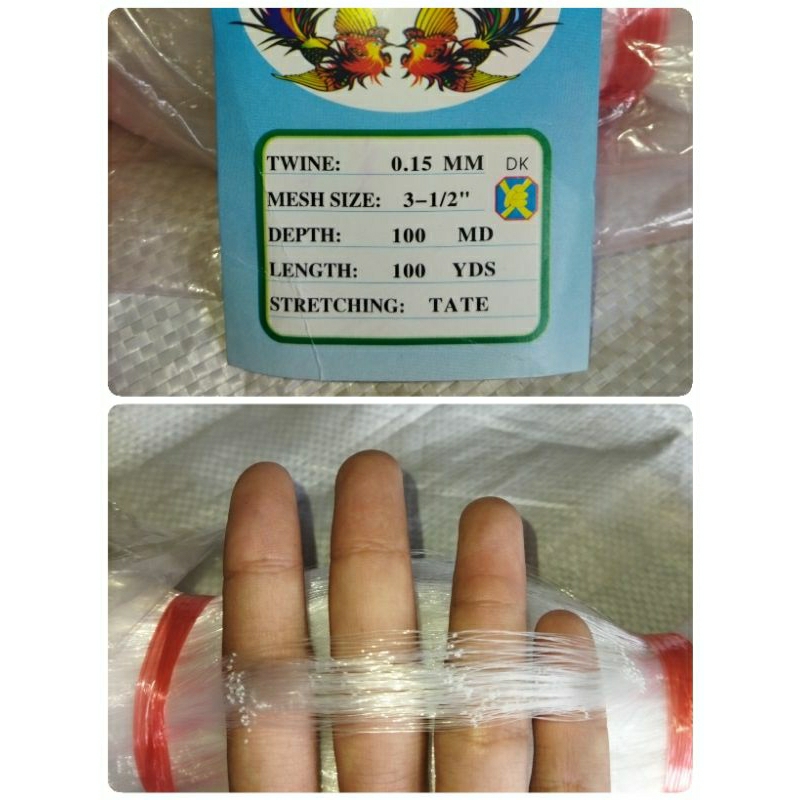 TWINE: 0.15 MM DK
MESH SIZE: 3-1/2"
DEPTH: 100 MD
LENGTH: 100 YDS
STRETCHING: TATE